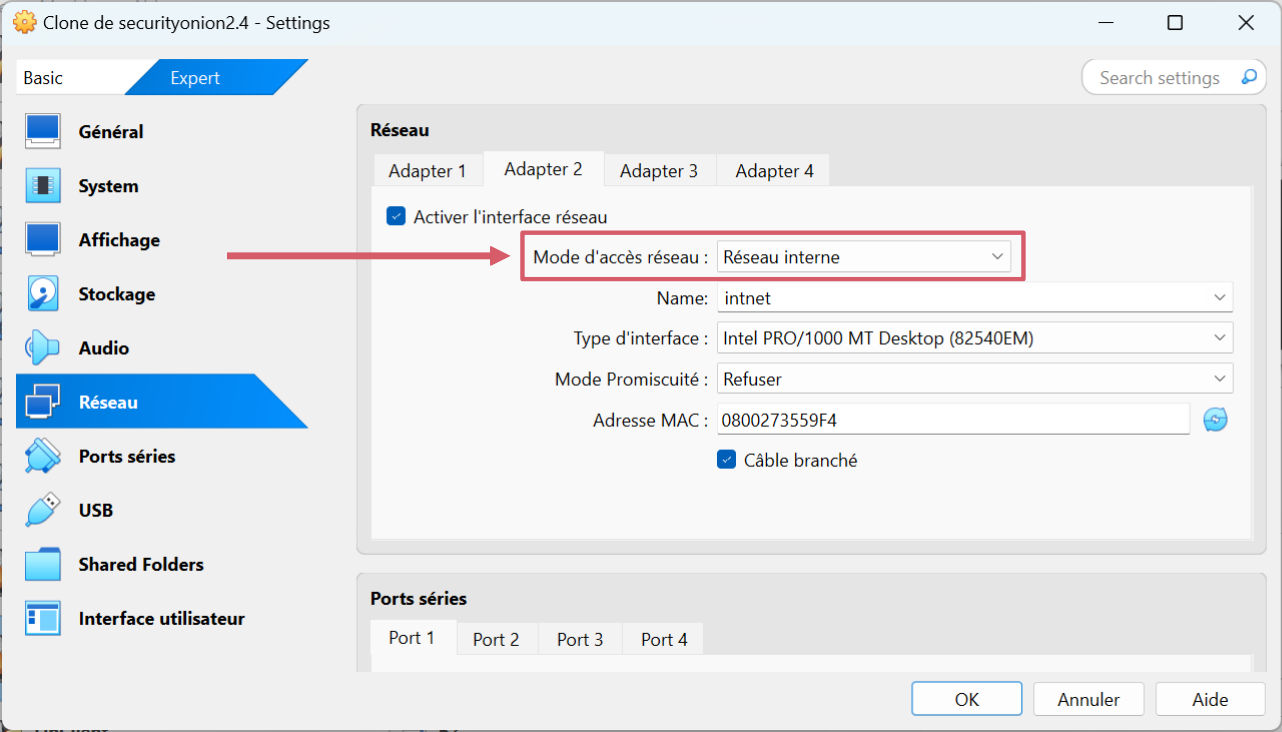 Clone de securityonion2.4 - Settings
Basic
Expert
Search settings
Général
System
Affichage
Stockage
Audio
Réseau
Ports séries
USB
Shared Folders
Interface utilisateur
Réseau
Adapter 1
Adapter 2
Adapter 3
Adapter 4
Activer l'interface réseau
Mode d'accès réseau : Réseau interne
Name: intnet
Type d'interface : Intel PRO/1000 MT Desktop (82540EM)
Mode Promiscuité : Refuser
Adresse MAC : 0800273559F4
Câble branché
Ports séries
Port 1
Port 2
Port 3
Port 4
OK
Annuler
Aide